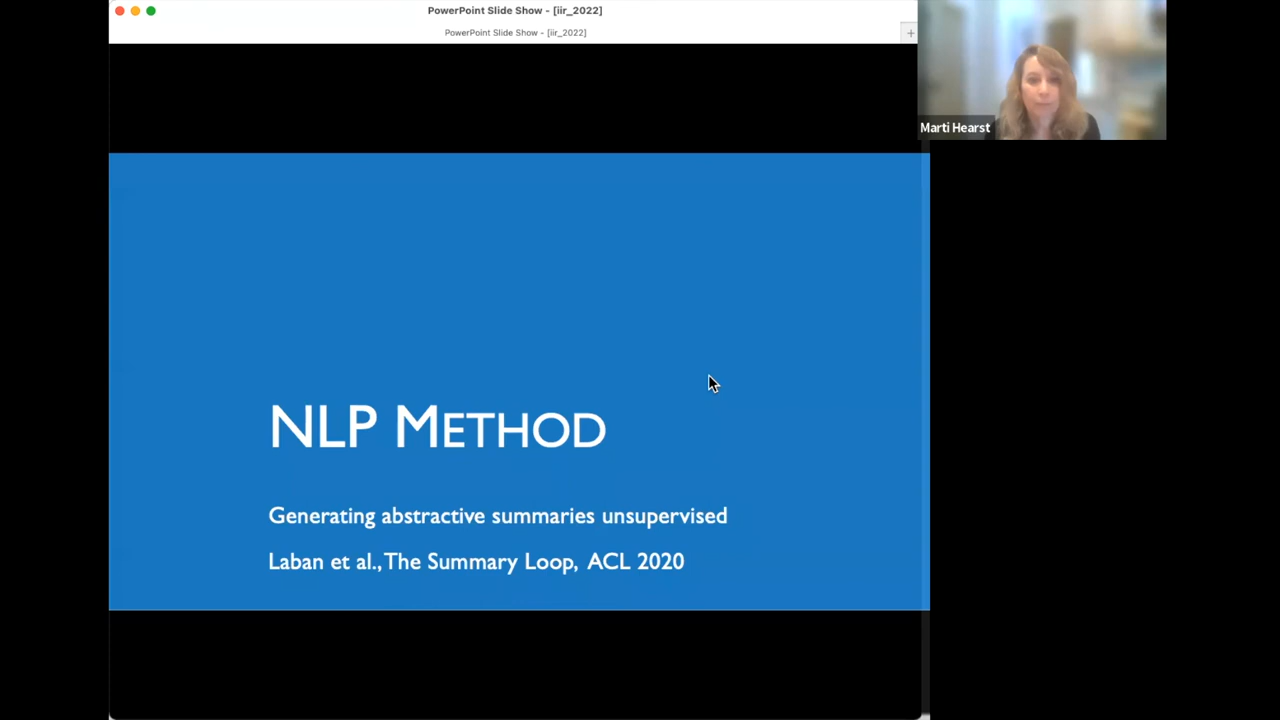 PowerPoint Slide Show - [iir_2022]
PowerPoint Slide Show - [iir_2022]
+
Marti Hearst
NLP METHOD
Generating abstractive summaries unsupervised
Laban et al.,The Summary Loop, ACL 2020